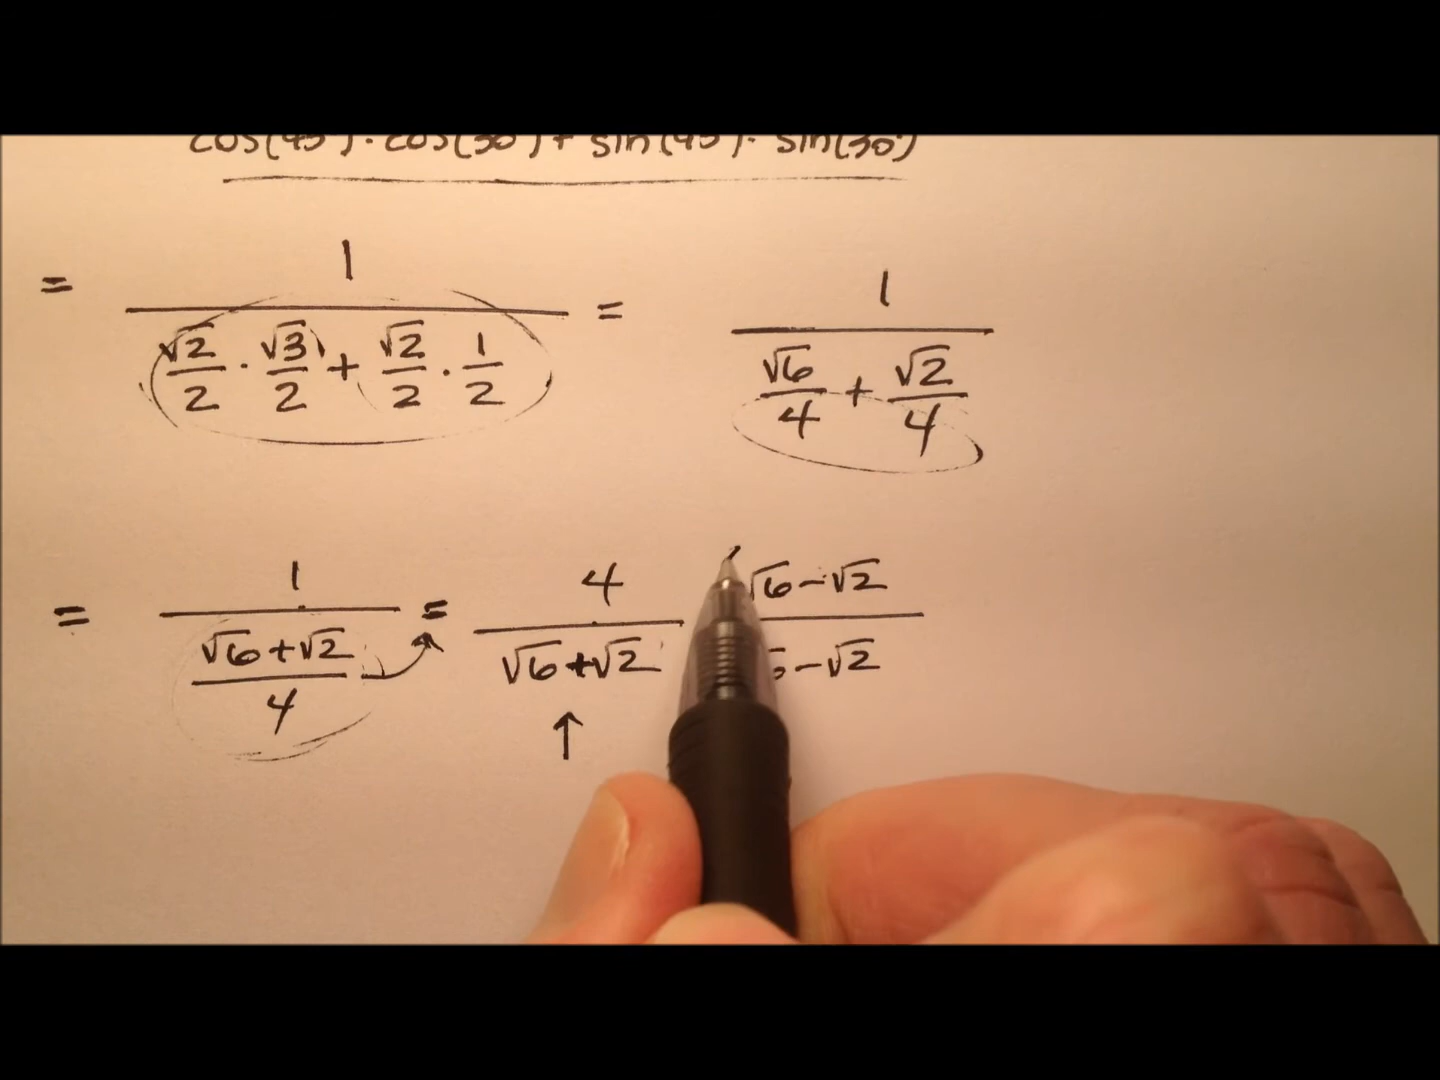 cos(45°)·cos(30°)+ sin(45°)· sin(30°)
= 1 / (√2/2 · √3/2 + √2/2 · 1/2) = 1 / (√6/4 + √2/4)
= 1 / ((√6+√2)/4) = 4 / (√6+√2) (√6-√2) / -√2